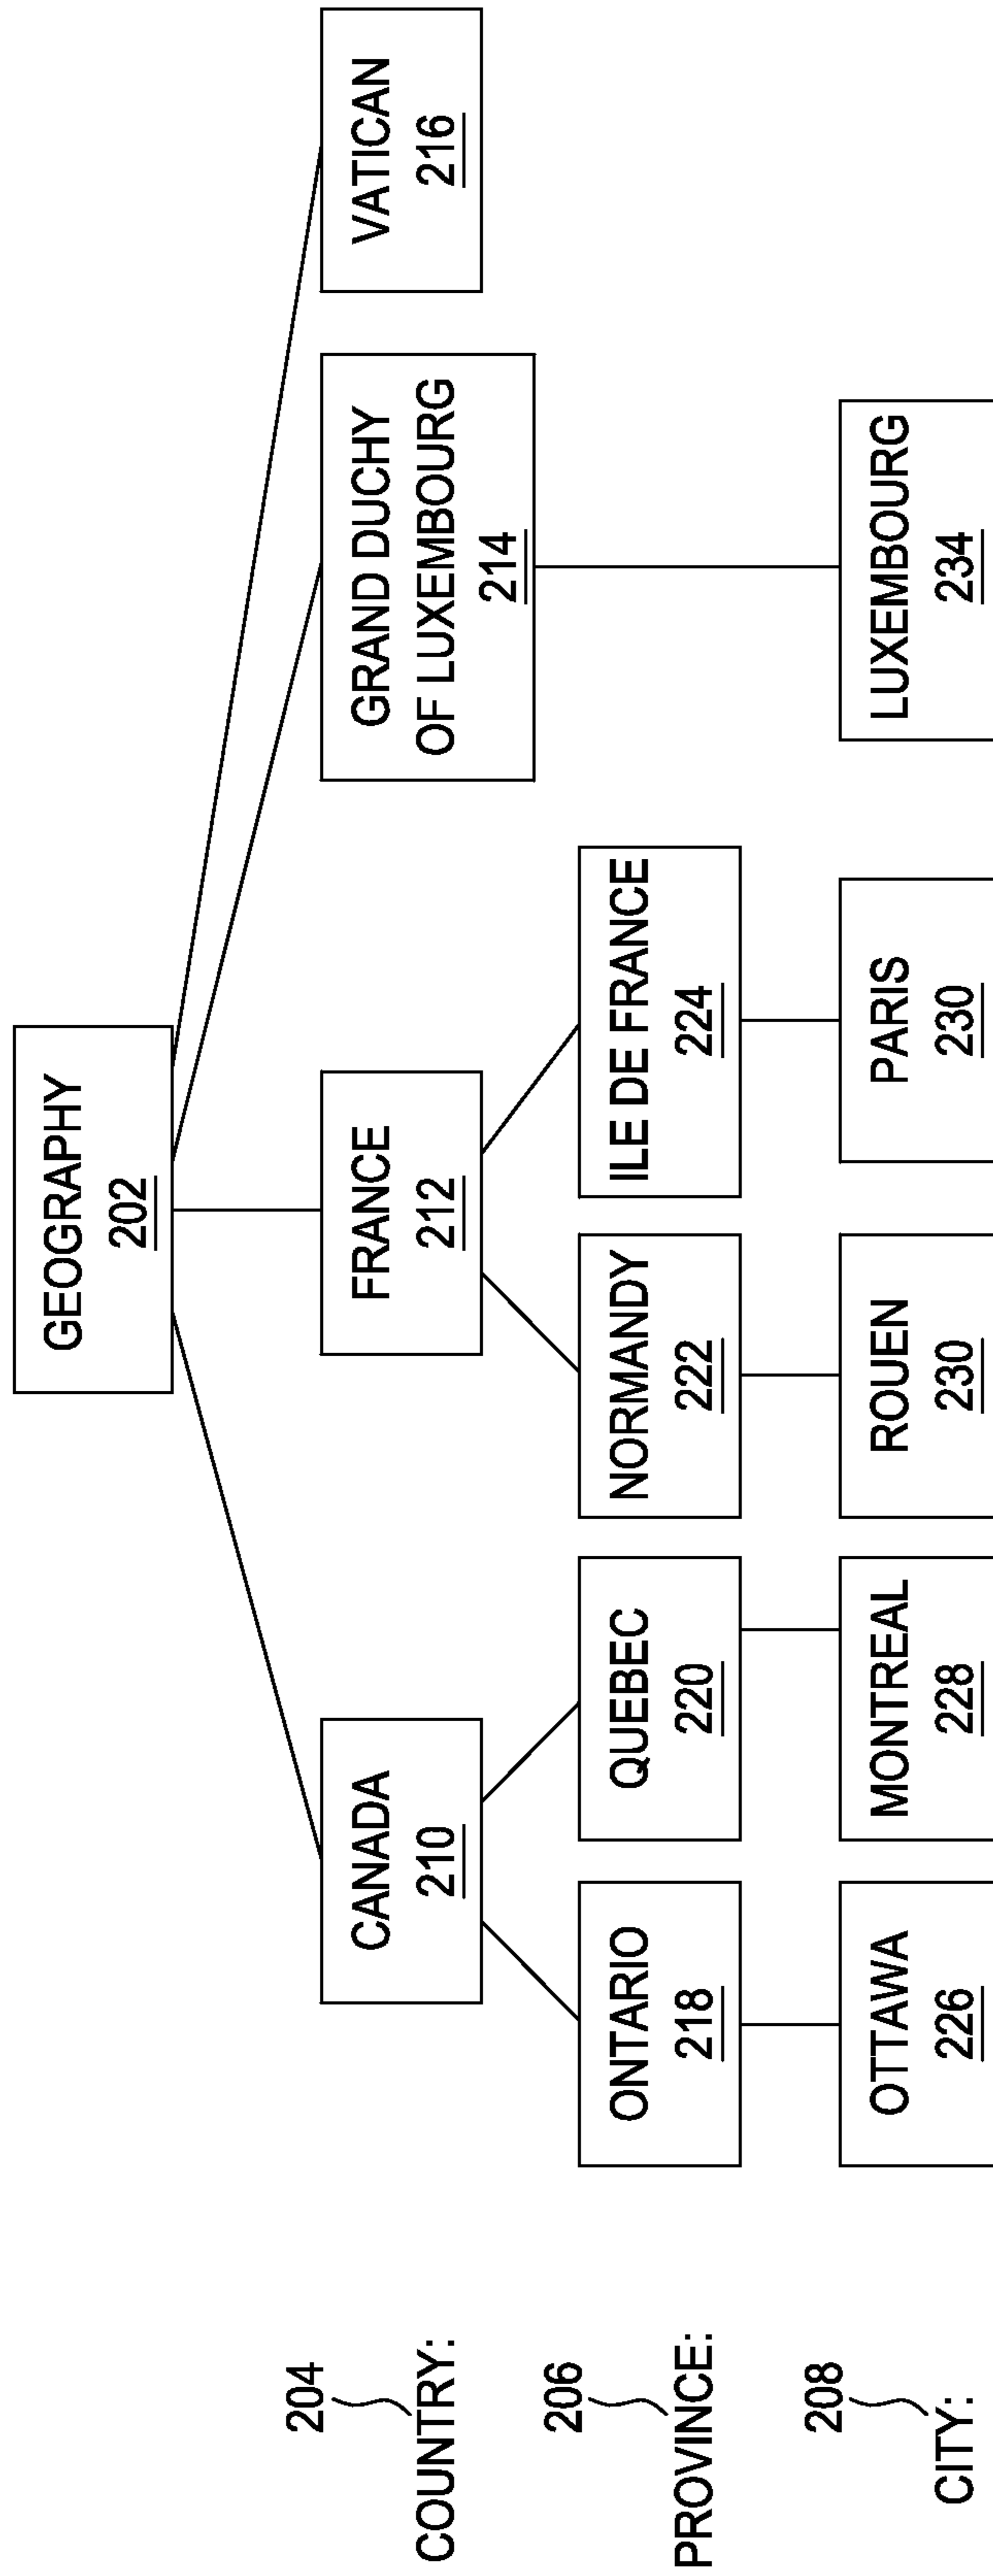 GEOGRAPHY
202
204
COUNTRY:
CANADA
210
FRANCE
212
GRAND DUCHY
OF LUXEMBOURG
214
VATICAN
216
206
PROVINCE:
ONTARIO
218
QUEBEC
220
NORMANDY
222
ILE DE FRANCE
224
208
CITY:
OTTAWA
226
MONTREAL
228
ROUEN
230
PARIS
230
LUXEMBOURG
234